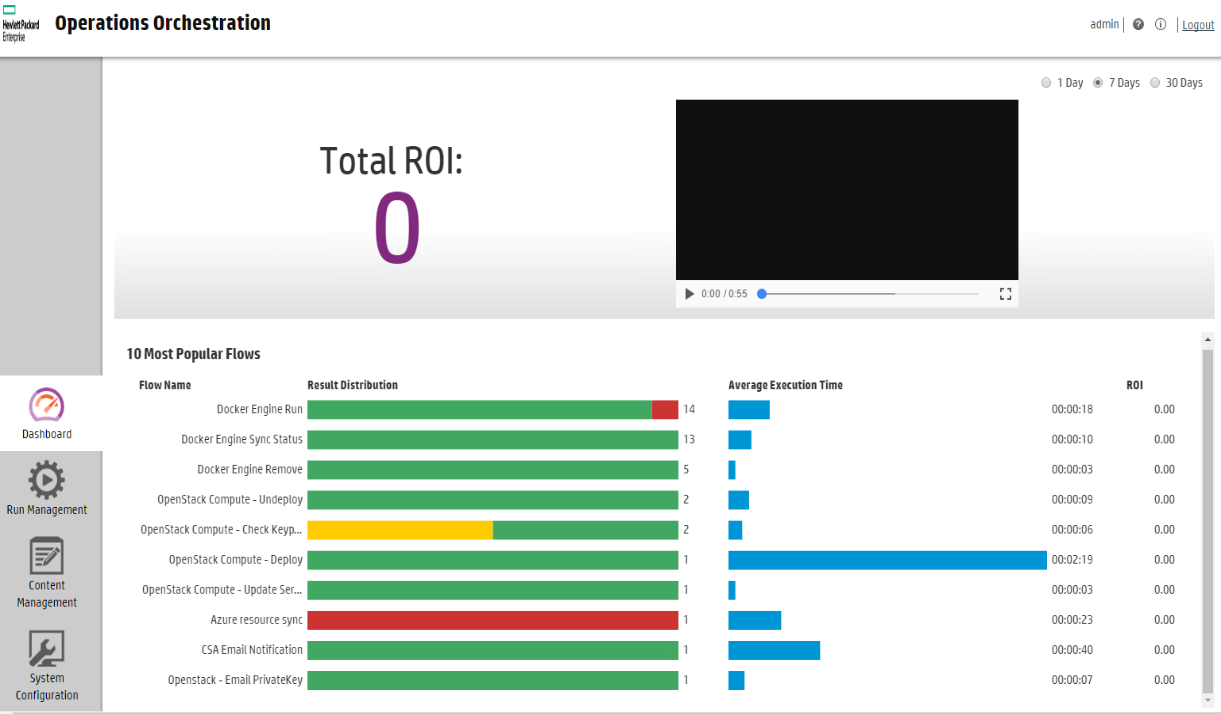 Hewlett Packard
Enterprise
Operations Orchestration
admin
Logout
1 Day 7 Days 30 Days
Total ROI:
0
0:00 / 0:55
10 Most Popular Flows
Flow Name Result Distribution Average Execution Time ROI
Docker Engine Run 14 00:00:18 0.00
Docker Engine Sync Status 13 00:00:10 0.00
Docker Engine Remove 5 00:00:03 0.00
OpenStack Compute - Undeploy 2 00:00:09 0.00
OpenStack Compute - Check Keyp... 2 00:00:06 0.00
OpenStack Compute - Deploy 1 00:02:19 0.00
OpenStack Compute - Update Ser... 1 00:00:03 0.00
Azure resource sync 1 00:00:23 0.00
CSA Email Notification 1 00:00:40 0.00
Openstack - Email PrivateKey 1 00:00:07 0.00
Dashboard
Run Management
Content
Management
System
Configuration